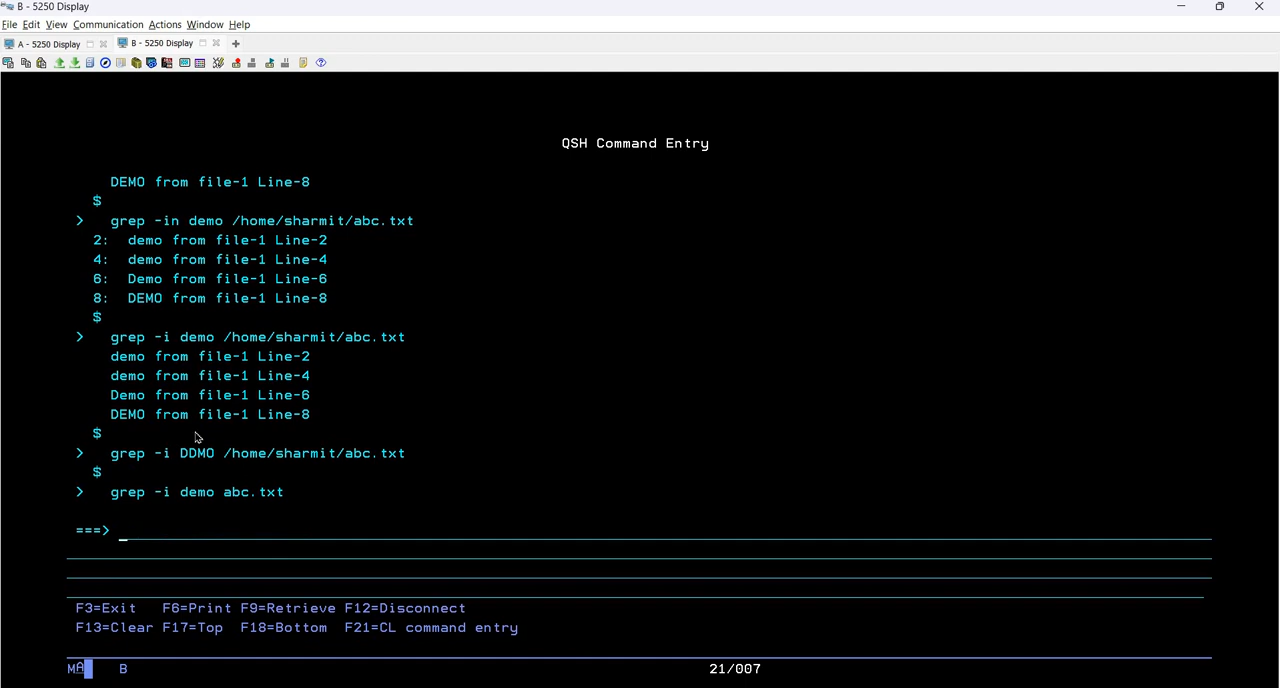 B - 5250 Display
File Edit View Communication Actions Window Help
A - 5250 Display B - 5250 Display
QSH Command Entry
DEMO from file-1 Line-8
$
> grep -in demo /home/sharmit/abc.txt
2: demo from file-1 Line-2
4: demo from file-1 Line-4
6: Demo from file-1 Line-6
8: DEMO from file-1 Line-8
$
> grep -i demo /home/sharmit/abc.txt
demo from file-1 Line-2
demo from file-1 Line-4
Demo from file-1 Line-6
DEMO from file-1 Line-8
$
> grep -i DDMO /home/sharmit/abc.txt
$
> grep -i demo abc.txt
===> _
F3=Exit F6=Print F9=Retrieve F12=Disconnect
F13=Clear F17=Top F18=Bottom F21=CL command entry
MA B 21/007